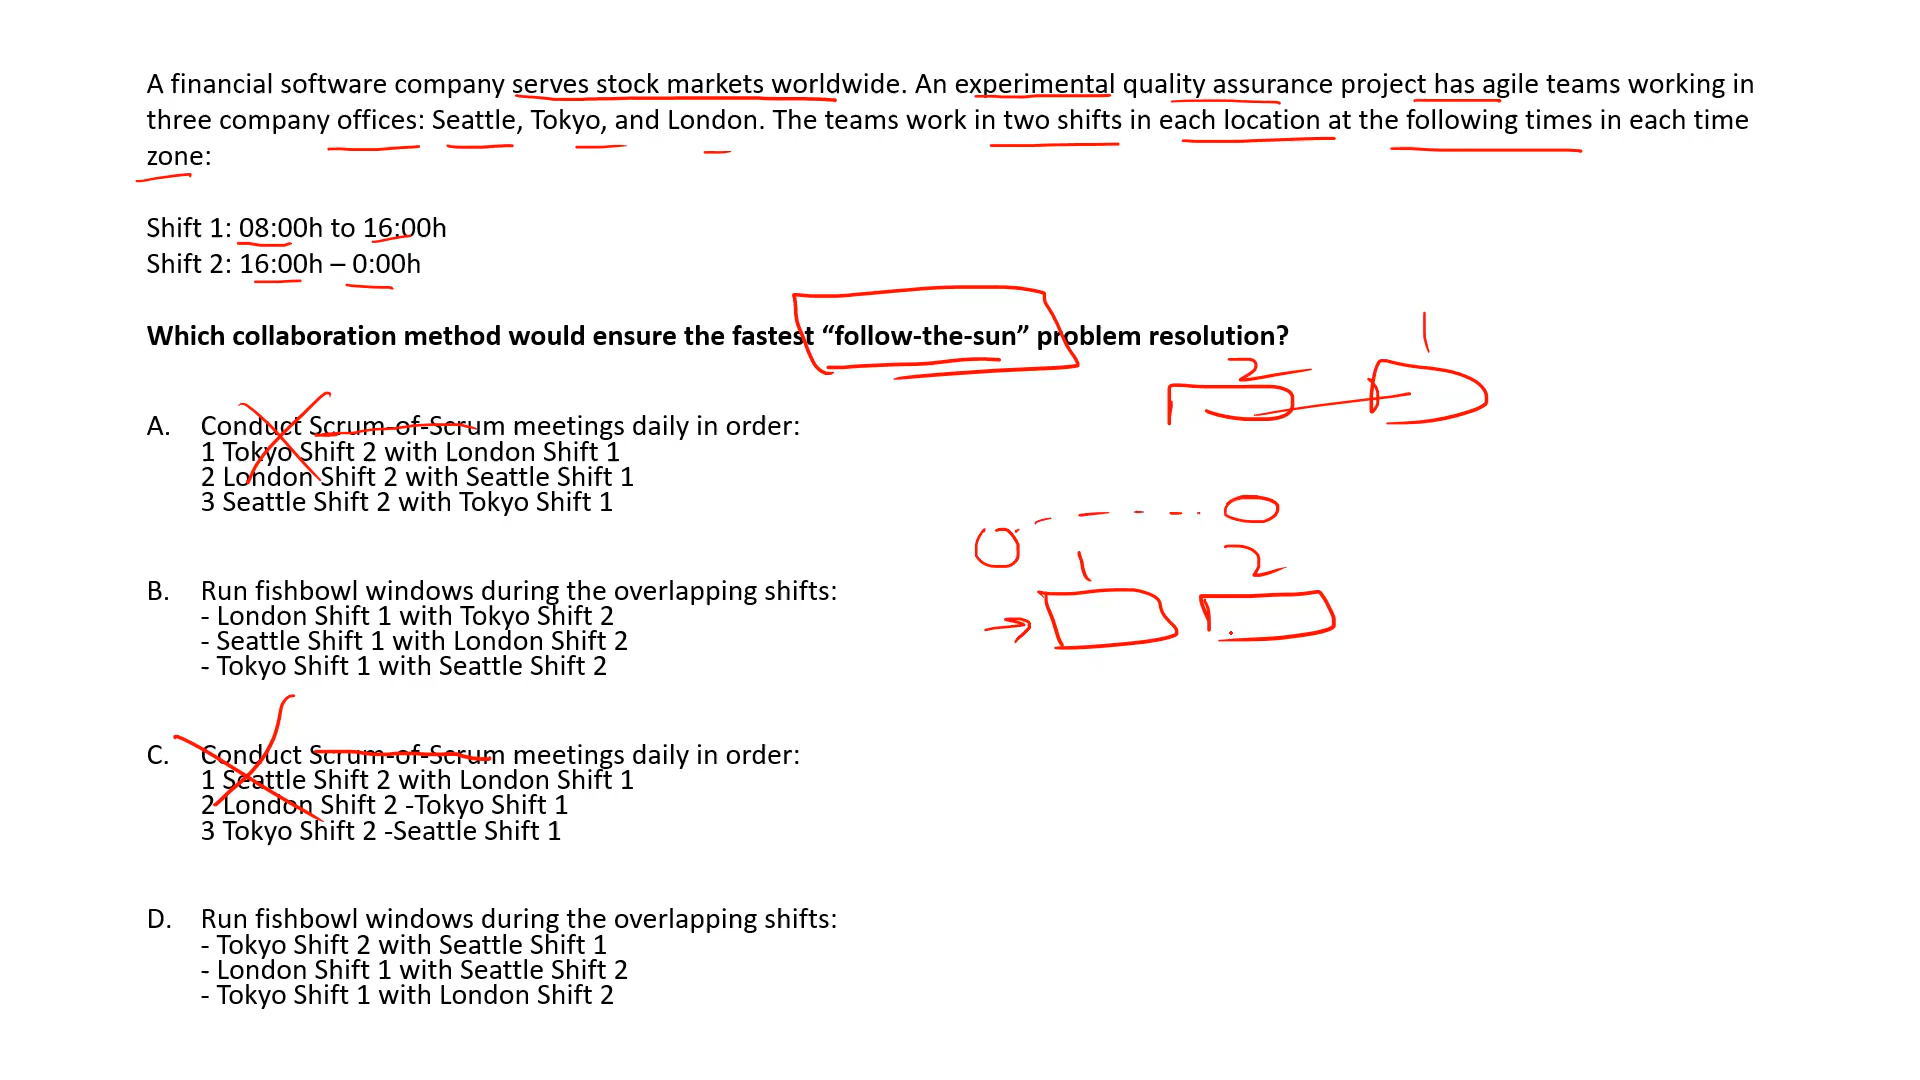 A financial software company serves stock markets worldwide. An experimental quality assurance project has agile teams working in
three company offices: Seattle, Tokyo, and London. The teams work in two shifts in each location at the following times in each time
zone:
Shift 1: 08:00h to 16:00h
Shift 2: 16:00h – 0:00h
Which collaboration method would ensure the fastest “follow-the-sun” problem resolution?
1
2
A. Conduct Scrum-of-Scrum meetings daily in order:
1 Tokyo Shift 2 with London Shift 1
2 London Shift 2 with Seattle Shift 1
3 Seattle Shift 2 with Tokyo Shift 1
1 2
B. Run fishbowl windows during the overlapping shifts:
- London Shift 1 with Tokyo Shift 2
- Seattle Shift 1 with London Shift 2
- Tokyo Shift 1 with Seattle Shift 2
C. Conduct Scrum-of-Scrum meetings daily in order:
1 Seattle Shift 2 with London Shift 1
2 London Shift 2 -Tokyo Shift 1
3 Tokyo Shift 2 -Seattle Shift 1
D. Run fishbowl windows during the overlapping shifts:
- Tokyo Shift 2 with Seattle Shift 1
- London Shift 1 with Seattle Shift 2
- Tokyo Shift 1 with London Shift 2